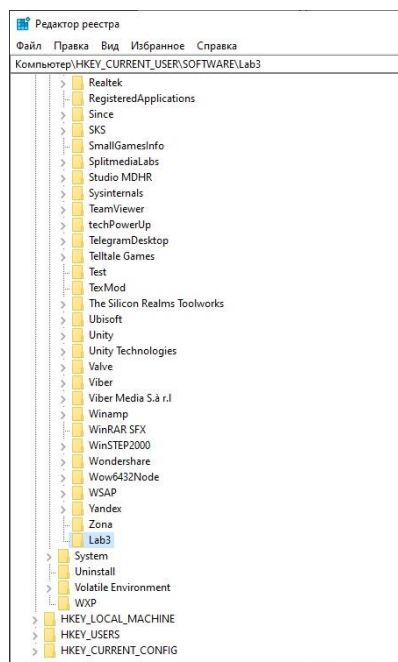 Редактор реестра
Файл Правка Вид Избранное Справка
Компьютер\HKEY_CURRENT_USER\SOFTWARE\Lab3
Realtek
RegisteredApplications
Since
SKS
SmallGamesInfo
SplitmediaLabs
Studio MDHR
Sysinternals
TeamViewer
techPowerUp
TelegramDesktop
Telltale Games
Test
TexMod
The Silicon Realms Toolworks
Ubisoft
Unity
Unity Technologies
Valve
Viber
Viber Media S.à r.l
Winamp
WinRAR SFX
WinSTEP2000
Wondershare
Wow6432Node
WSAP
Yandex
Zona
Lab3
System
Uninstall
Volatile Environment
WXP
HKEY_LOCAL_MACHINE
HKEY_USERS
HKEY_CURRENT_CONFIG